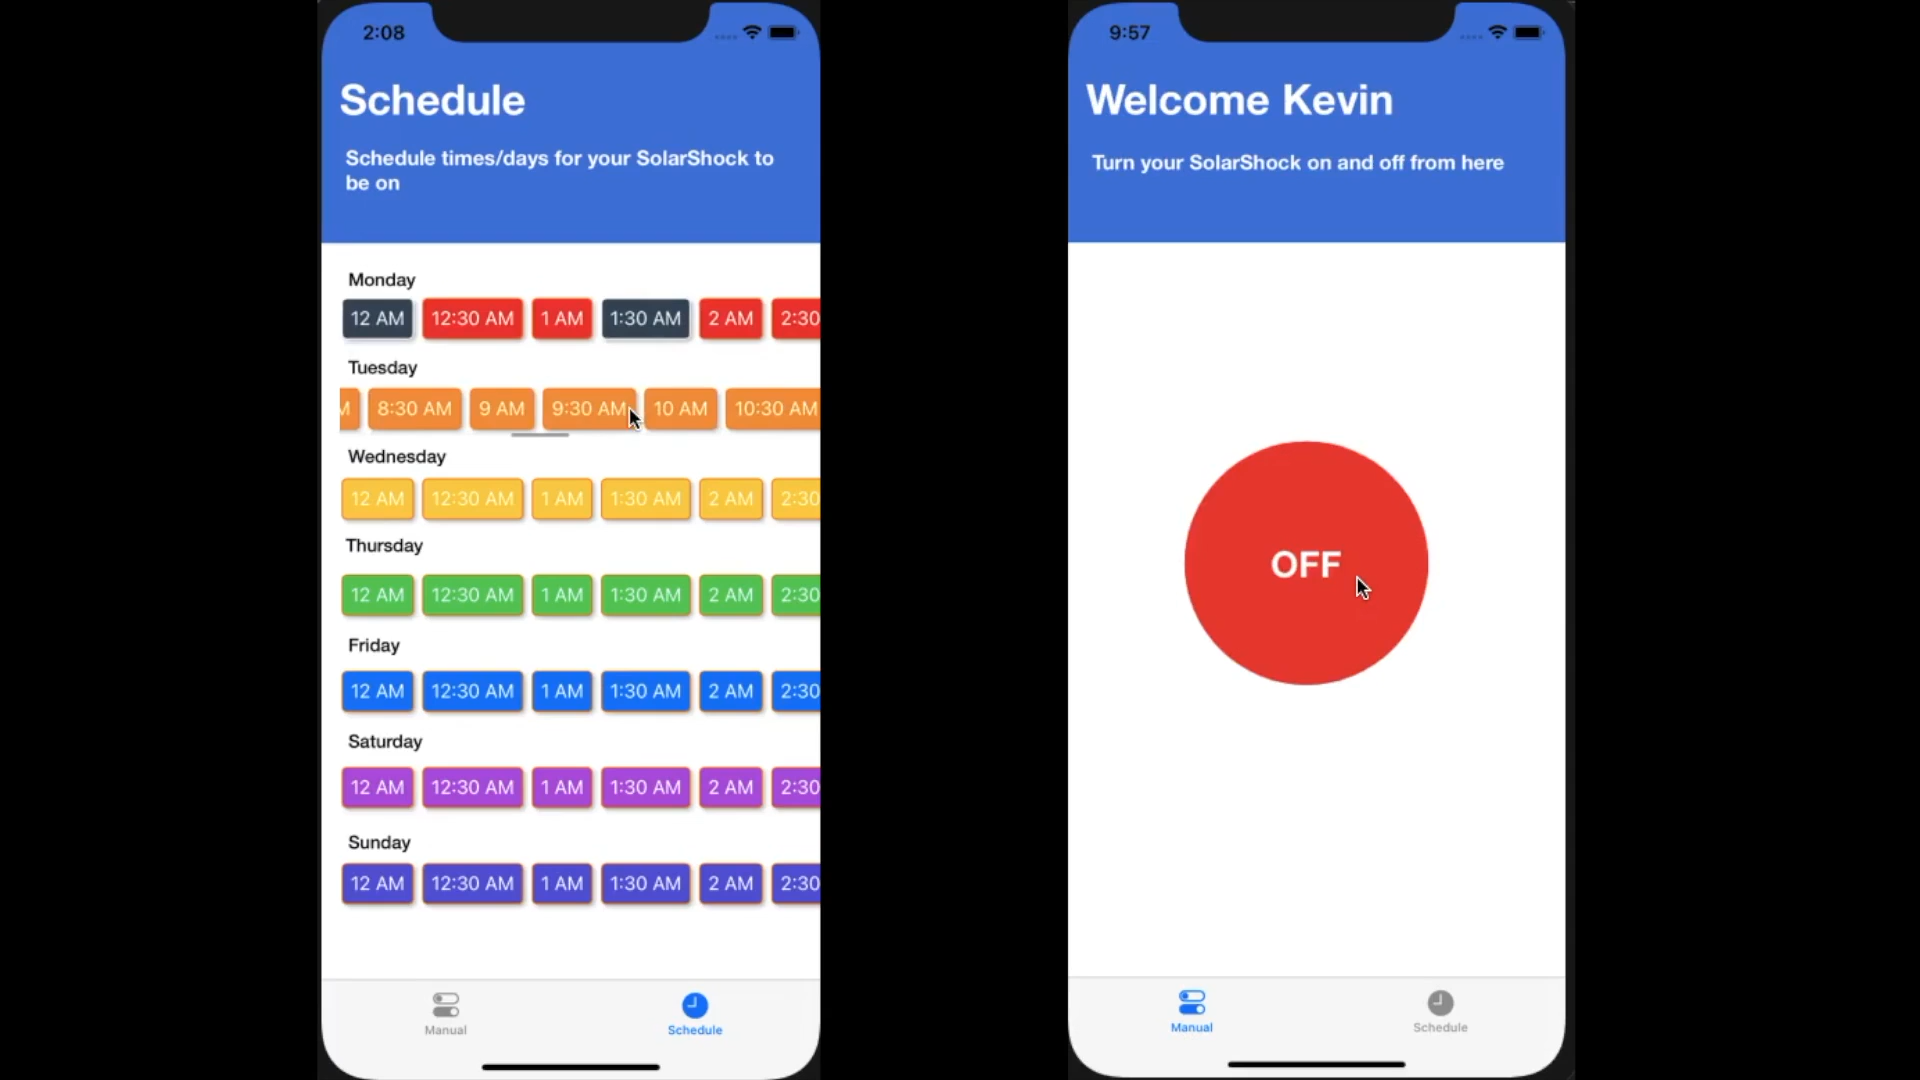 2:08
Schedule
Schedule times/days for your SolarShock to
be on
Monday
12 AM 12:30 AM 1 AM 1:30 AM 2 AM 2:30
Tuesday
M 8:30 AM 9 AM 9:30 AM 10 AM 10:30 AM
Wednesday
12 AM 12:30 AM 1 AM 1:30 AM 2 AM 2:30
Thursday
12 AM 12:30 AM 1 AM 1:30 AM 2 AM 2:30
Friday
12 AM 12:30 AM 1 AM 1:30 AM 2 AM 2:30
Saturday
12 AM 12:30 AM 1 AM 1:30 AM 2 AM 2:30
Sunday
12 AM 12:30 AM 1 AM 1:30 AM 2 AM 2:30
Manual Schedule
9:57
Welcome Kevin
Turn your SolarShock on and off from here
OFF
Manual Schedule